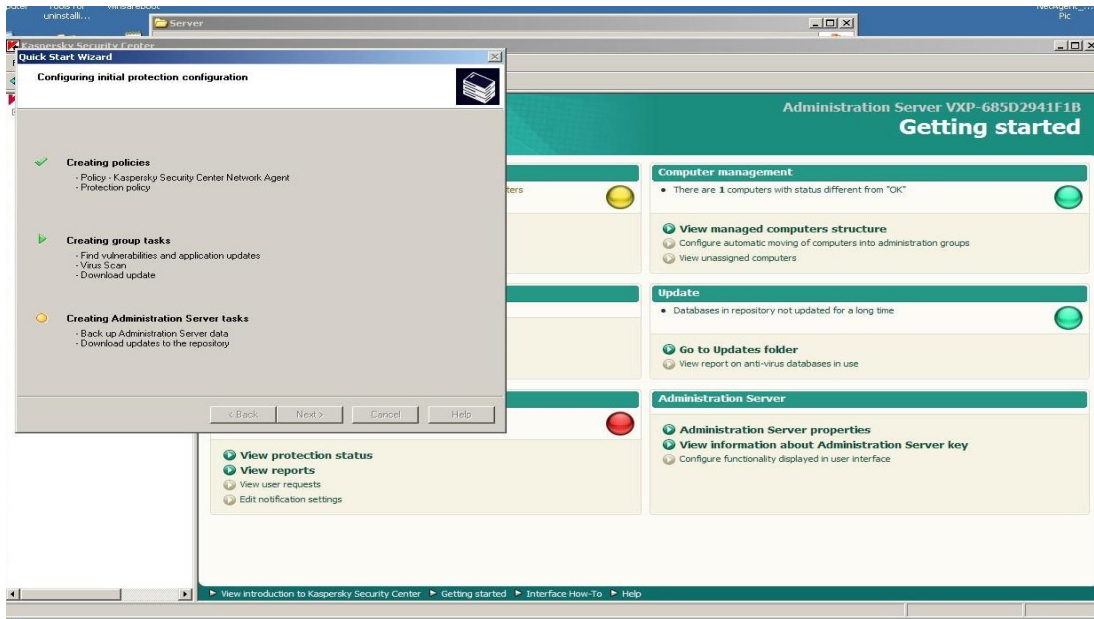 Tools for
uninstalli...
Pic
Server
Kaspersky Security Center
Quick Start Wizard
Configuring initial protection configuration
Creating policies
- Policy - Kaspersky Security Center Network Agent
- Protection policy
Creating group tasks
- Find vulnerabilities and application updates
- Virus Scan
- Download update
Creating Administration Server tasks
- Back up Administration Server data
- Download updates to the repository
< Back
Next >
Cancel
Help
Administration Server VXP-685D2941F1B
Getting started
ters
Computer management
• There are 1 computers with status different from "OK"
View managed computers structure
Configure automatic moving of computers into administration groups
View unassigned computers
Update
• Databases in repository not updated for a long time
Go to Updates folder
View report on anti-virus databases in use
Administration Server
Administration Server properties
View information about Administration Server key
Configure functionality displayed in user interface
View protection status
View reports
View user requests
Edit notification settings
View introduction to Kaspersky Security Center
Getting started
Interface How-To
Help